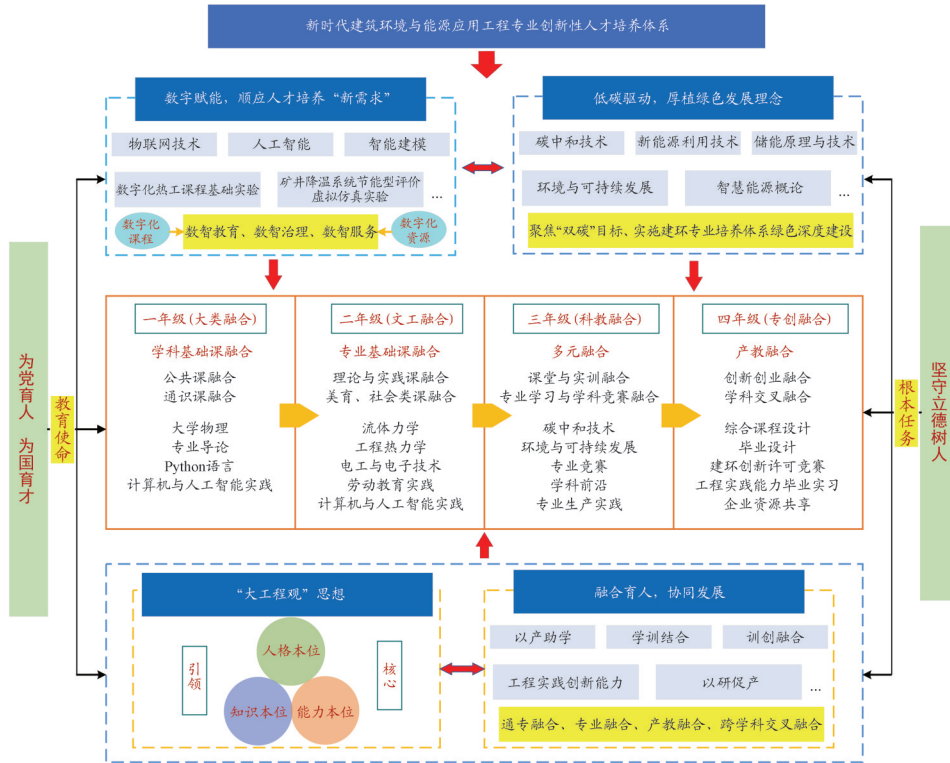 新时代建筑环境与能源应用工程专业创新性人才培养体系
数字赋能，顺应人才培养“新需求”
物联网技术
人工智能
智能建模
数字化热工课程基础实验
矿井降温系统节能型评价
虚拟仿真实验
...
数字化
课程
数智教育、数智治理、数智服务
数字化
资源
低碳驱动，厚植绿色发展理念
碳中和技术
新能源利用技术
储能原理与技术
环境与可持续发展
智慧能源概论
...
聚焦“双碳”目标、实施建环专业培养体系绿色深度建设
为党育人 为国育才
教育使命
一年级(大类融合)
学科基础课融合
公共课融合
通识课融合
大学物理
专业导论
Python语言
计算机与人工智能实践
二年级(文工融合)
专业基础课融合
理论与实践课融合
美育、社会类课融合
流体力学
工程热力学
电工与电子技术
劳动教育实践
计算机与人工智能实践
三年级(科教融合)
多元融合
课堂与实训融合
专业学习与学科竞赛融合
碳中和技术
环境与可持续发展
专业竞赛
学科前沿
专业生产实践
四年级(专创融合)
产教融合
创新创业融合
学科交叉融合
综合课程设计
毕业设计
建环创新许可竞赛
工程实践能力毕业实习
企业资源共享
根本任务
坚守立德树人
“大工程观”思想
引领
人格本位
知识本位
能力本位
核心
融合育人，协同发展
以产助学
学训结合
训创融合
工程实践创新能力
以研促产
...
通专融合、专业融合、产教融合、跨学科交叉融合